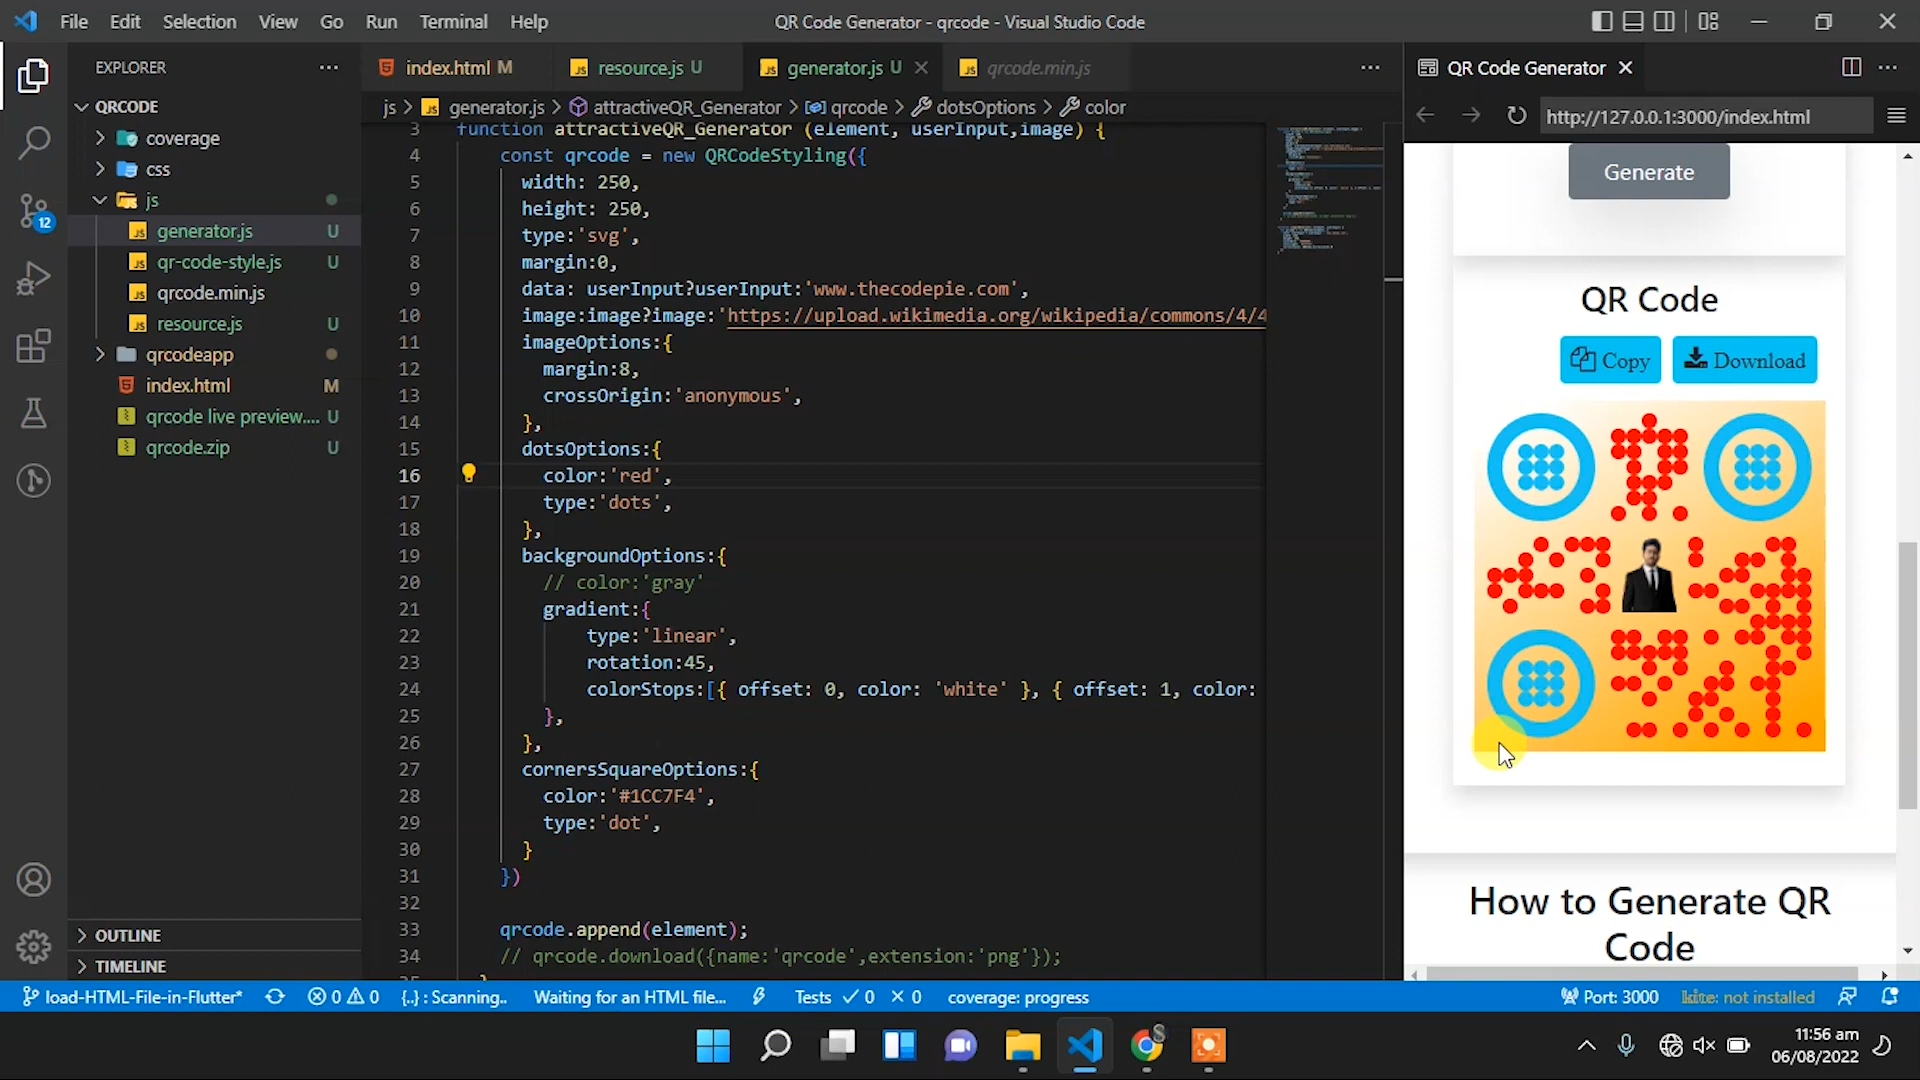 File Edit Selection View Go Run Terminal Help
QR Code Generator - qrcode - Visual Studio Code
EXPLORER
QRCODE
coverage
css
js
generator.js U
qr-code-style.js U
qrcode.min.js
resource.js U
qrcodeapp
index.html M
qrcode live preview.... U
qrcode.zip U
OUTLINE
TIMELINE
12
index.html M
resource.js U
generator.js U
qrcode.min.js
js > generator.js > attractiveQR_Generator > qrcode > dotsOptions > color
3 function attractiveQR_Generator (element, userInput,image) {
4 const qrcode = new QRCodeStyling({
5 width: 250,
6 height: 250,
7 type:'svg',
8 margin:0,
9 data: userInput?userInput:'www.thecodepie.com',
10 image:image?image:'https://upload.wikimedia.org/wikipedia/commons/4/4
11 imageOptions:{
12 margin:8,
13 crossOrigin:'anonymous',
14 },
15 dotsOptions:{
16 color:'red',
17 type:'dots',
18 },
19 backgroundOptions:{
20 // color:'gray'
21 gradient:{
22 type:'linear',
23 rotation:45,
24 colorStops:[{ offset: 0, color: 'white' }, { offset: 1, color:
25 },
26 },
27 cornersSquareOptions:{
28 color:'#1CC7F4',
29 type:'dot',
30 }
31 })
32
33 qrcode.append(element);
34 // qrcode.download({name:'qrcode',extension:'png'});
QR Code Generator
http://127.0.0.1:3000/index.html
Generate
QR Code
Copy
Download
How to Generate QR
Code
load-HTML-File-in-Flutter* 0 0 {..} : Scanning.. Waiting for an HTML file... Tests 0 0 coverage: progress
Port: 3000 kite: not installed
11:56 am
06/08/2022